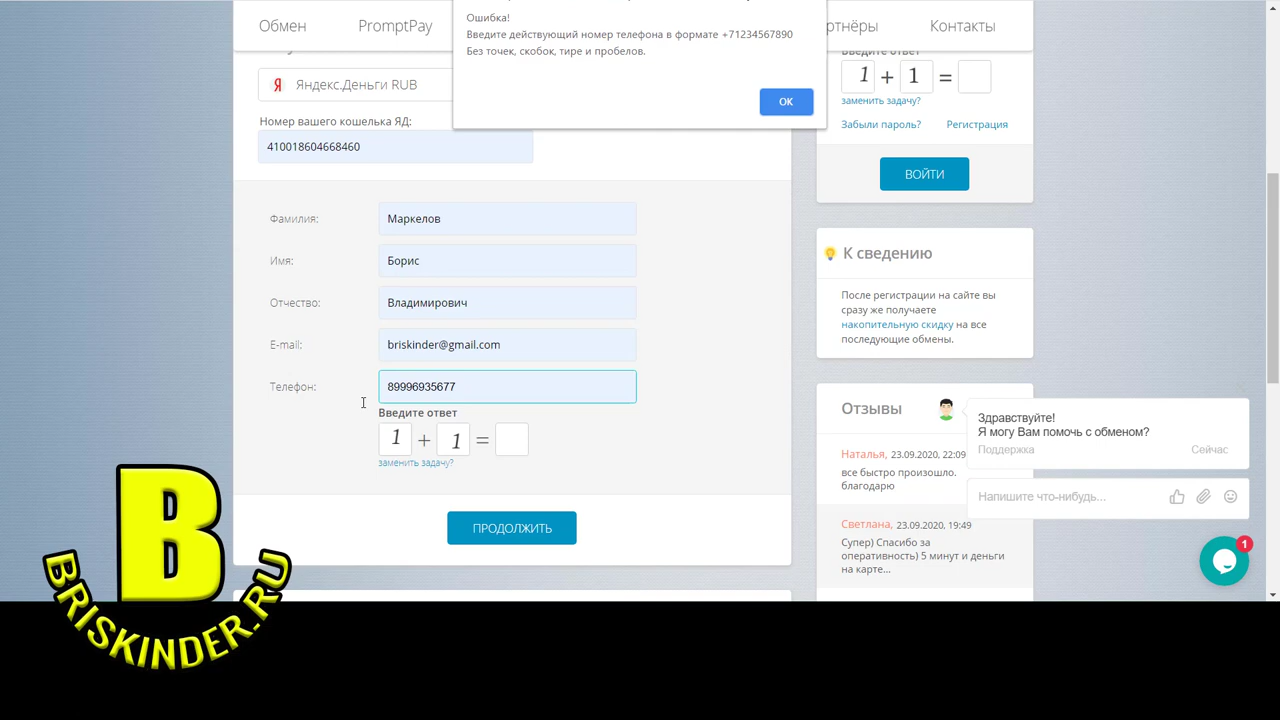 Обмен
PromptPay
ртнёры
Контакты
Ошибка!
Введите действующий номер телефона в формате +71234567890
Без точек, скобок, тире и пробелов.
OK
Я Яндекс.Деньги RUB
Номер вашего кошелька ЯД:
410018604668460
Фамилия: Маркелов
Имя: Борис
Отчество: Владимирович
E-mail: briskinder@gmail.com
Телефон: 89996935677
Введите ответ
1 + 1 =
заменить задачу?
ПРОДОЛЖИТЬ
Введите ответ
1 + 1 =
заменить задачу?
Забыли пароль? Регистрация
ВОЙТИ
К сведению
После регистрации на сайте вы
сразу же получаете
накопительную скидку на все
последующие обмены.
Отзывы
Наталья, 23.09.2020, 22:09
все быстро произошло.
благодарю
Светлана, 23.09.2020, 19:49
Супер) Спасибо за
оперативность) 5 минут и деньги
на карте...
Здравствуйте!
Я могу Вам помочь с обменом?
Поддержка Сейчас
Напишите что-нибудь...
1
B
BRISKINDER.RU